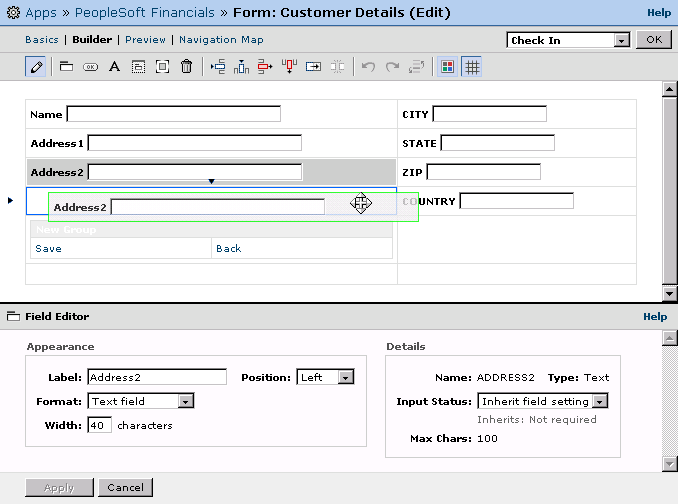 Apps » PeopleSoft Financials » Form: Customer Details (Edit) Help
Basics | Builder | Preview | Navigation Map Check In OK
Name CITY
Address1 STATE
Address2 ZIP
Address2 COUNTRY
New Group
Save Back
Field Editor Help
Appearance Details
Label: Address2 Position: Left Name: ADDRESS2 Type: Text
Format: Text field Input Status: Inherit field setting
Inherits: Not required
Width: 40 characters
Max Chars: 100
Apply Cancel